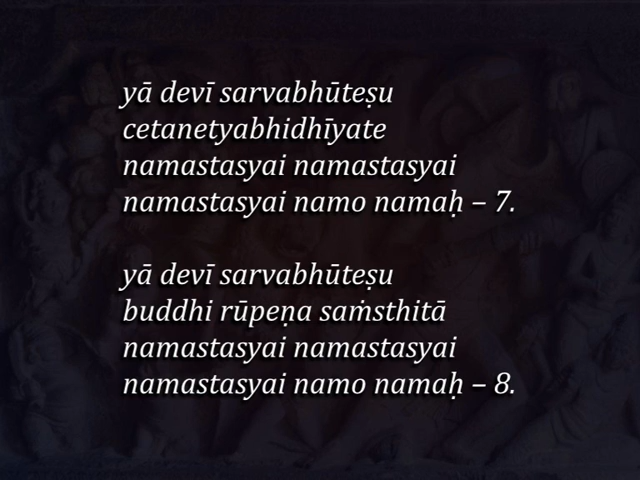 yā devī sarvabhūteṣu
cetanetyabhidhīyate
namastasyai namastasyai
namastasyai namo namaḥ – 7.
yā devī sarvabhūteṣu
buddhi rūpeṇa saṁsthitā
namastasyai namastasyai
namastasyai namo namaḥ – 8.